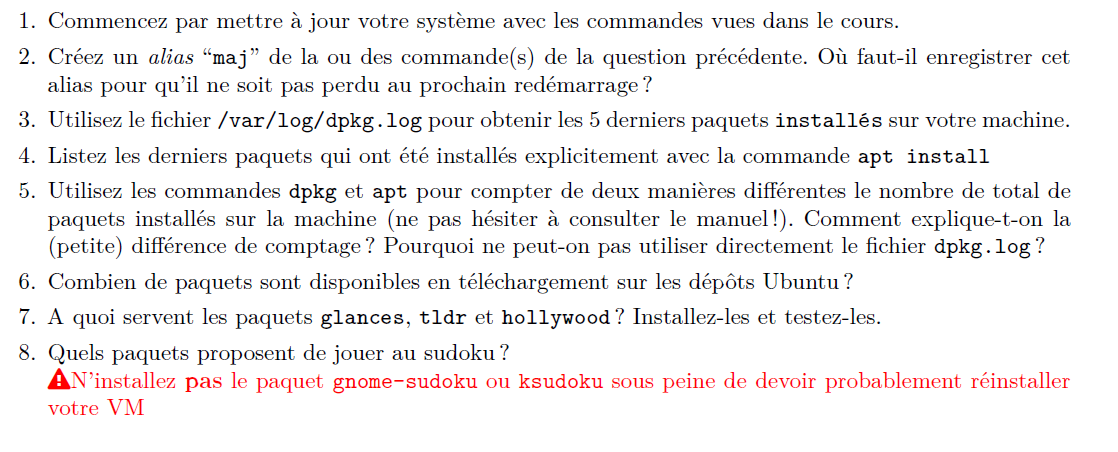 1. Commencez par mettre à jour votre système avec les commandes vues dans le cours.
2. Créez un alias “maj” de la ou des commande(s) de la question précédente. Où faut-il enregistrer cet
alias pour qu'il ne soit pas perdu au prochain redémarrage ?
3. Utilisez le fichier /var/log/dpkg.log pour obtenir les 5 derniers paquets installés sur votre machine.
4. Listez les derniers paquets qui ont été installés explicitement avec la commande apt install
5. Utilisez les commandes dpkg et apt pour compter de deux manières différentes le nombre de total de
paquets installés sur la machine (ne pas hésiter à consulter le manuel !). Comment explique-t-on la
(petite) différence de comptage ? Pourquoi ne peut-on pas utiliser directement le fichier dpkg.log ?
6. Combien de paquets sont disponibles en téléchargement sur les dépôts Ubuntu ?
7. A quoi servent les paquets glances, tldr et hollywood ? Installez-les et testez-les.
8. Quels paquets proposent de jouer au sudoku ?
N'installez pas le paquet gnome-sudoku ou ksudoku sous peine de devoir probablement réinstaller
votre VM